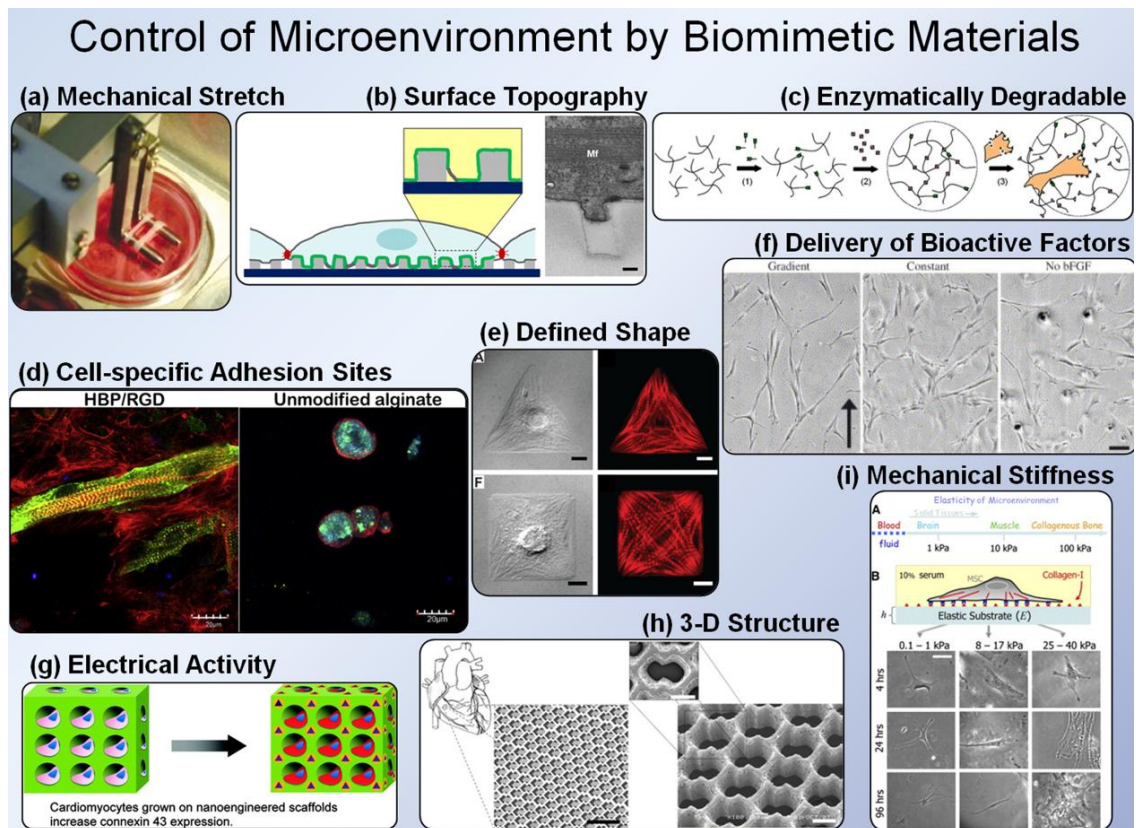 Control of Microenvironment by Biomimetic Materials
(a) Mechanical Stretch
(b) Surface Topography
Mf
(c) Enzymatically Degradable
(1)
(2)
(3)
(f) Delivery of Bioactive Factors
Gradient
Constant
No bFGF
(e) Defined Shape
A
F
(d) Cell-specific Adhesion Sites
HBP/RGD
Unmodified alginate
20µm
20µm
(i) Mechanical Stiffness
Elasticity of Microenvironment
A
Solid Tissues
Blood
Brain
Muscle
Collagenous Bone
fluid
1 kPa
10 kPa
100 kPa
B
10% serum
MSC
Collagen-I
h
Elastic Substrate (E)
0.1 – 1 kPa
8 – 17 kPa
25 – 40 kPa
4 hrs
24 hrs
96 hrs
(h) 3-D Structure
(g) Electrical Activity
Cardiomyocytes grown on nanoengineered scaffolds
increase connexin 43 expression.